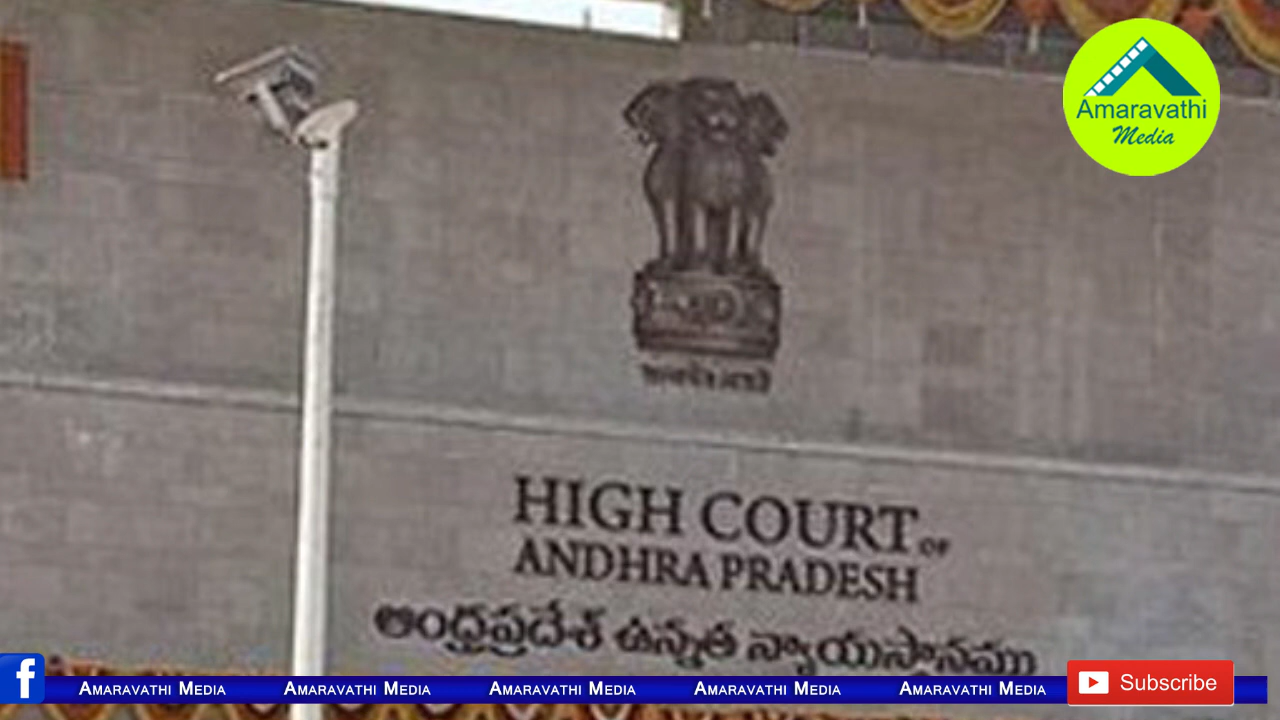 Amaravathi
Media
HIGH COURT OF
ANDHRA PRADESH
ఆంధ్రప్రదేశ్ ఉన్నత న్యాయస్థానము
f AMARAVATHI MEDIA AMARAVATHI MEDIA AMARAVATHI MEDIA AMARAVATHI MEDIA AMARAVATHI MEDIA Subscribe